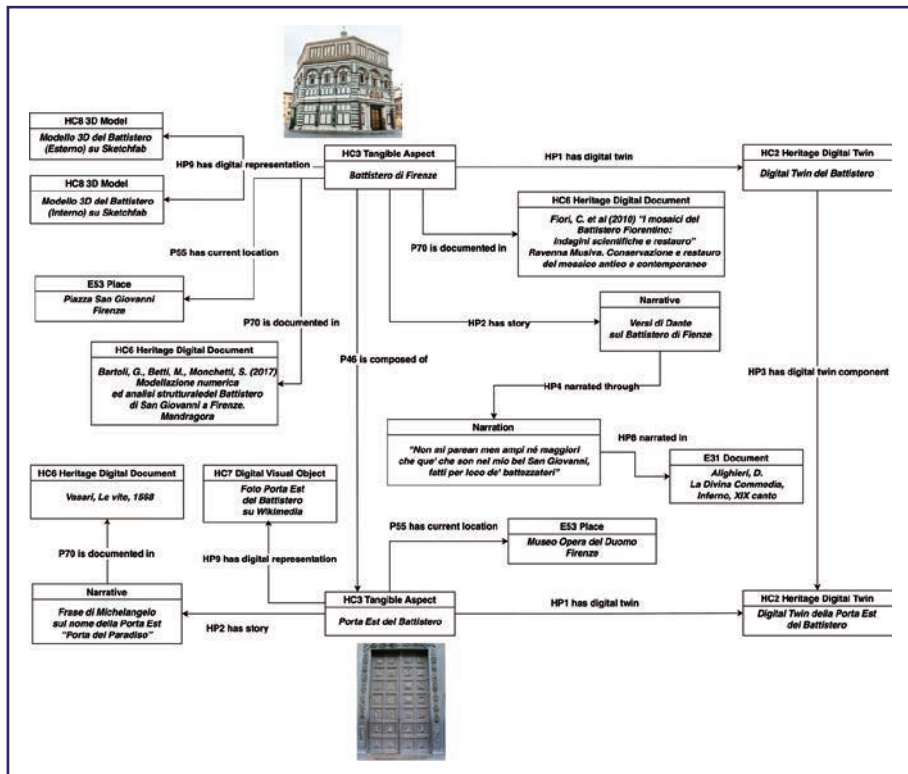 HC8 3D Model
Modello 3D del Battistero
(Esterno) su Sketchfab
HP9 has digital representation
HC8 3D Model
Modello 3D del Battistero
(Interno) su Sketchfab
HC3 Tangible Aspect
Battistero di Firenze
HP1 has digital twin
HC2 Heritage Digital Twin
Digital Twin del Battistero
HC6 Heritage Digital Document
Fiori, C. et al (2010) "I mosaici del
Battistero Fiorentino:
indagini scientifiche e restauro"
Ravenna Musiva. Conservazione e restauro
del mosaico antico e contemporaneo
P70 is documented in
P55 has current location
E53 Place
Piazza San Giovanni
Firenze
P70 is documented in
HC6 Heritage Digital Document
Bartoli, G., Betti, M., Monchetti, S. (2017)
Modellazione numerica
ed analisi strutturaledel Battistero
di San Giovanni a Firenze.
Mandragora
P46 is composed of
HP2 has story
Narrative
Versi di Dante
sul Battistero di Fienze
HP4 narrated through
HP3 has digital twin component
Narration
"Non mi parean men ampi né maggiori
che que' che son nel mio bel San Giovanni,
fatti per loco de' battezzatori"
HP6 narrated in
E31 Document
Alighieri, D.
La Divina Commedia,
Inferno, XIX canto
HC6 Heritage Digital Document
Vasari, Le vite, 1568
HC7 Digital Visual Object
Foto Porta Est
del Battistero
su Wikimedia
P55 has current location
E53 Place
Museo Opera del Duomo
Firenze
P70 is documented in
HP9 has digital representation
Narrative
Frase di Michelangelo
sul nome della Porta Est
"Porta del Paradiso"
HP2 has story
HC3 Tangible Aspect
Porta Est del Battistero
HP1 has digital twin
HC2 Heritage Digital Twin
Digital Twin della Porta Est
del Battistero